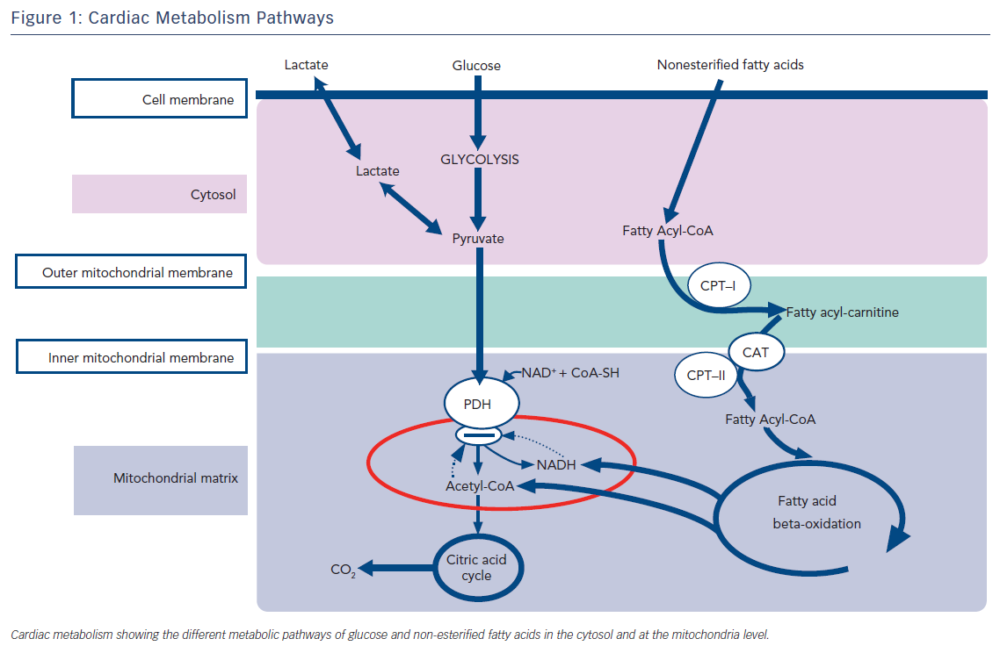 Figure 1: Cardiac Metabolism Pathways
Lactate
Glucose
Nonesterified fatty acids
Cell membrane
GLYCOLYSIS
Lactate
Cytosol
Fatty Acyl-CoA
Pyruvate
Outer mitochondrial membrane
CPT–I
Fatty acyl-carnitine
Inner mitochondrial membrane
CAT
NAD⁺ + CoA-SH
CPT–II
PDH
Fatty Acyl-CoA
NADH
Mitochondrial matrix
Acetyl-CoA
Fatty acid
beta-oxidation
Citric acid
cycle
CO₂
Cardiac metabolism showing the different metabolic pathways of glucose and non-esterified fatty acids in the cytosol and at the mitochondria level.